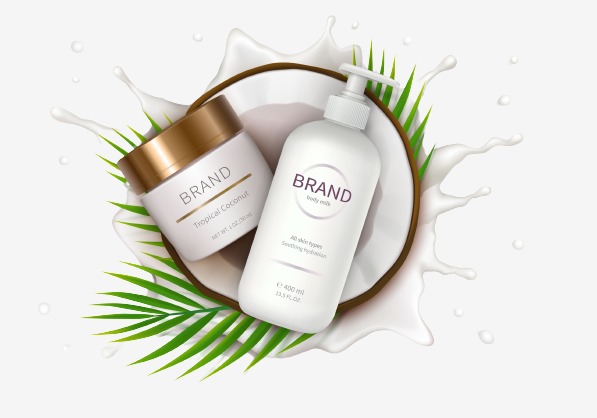 BRAND
Tropical Coconut
NET WT. 1 OZ./30 mL
BRAND
body milk
All skin types
Soothing hydration
℮ 400 ml
13.5 FL.OZ.